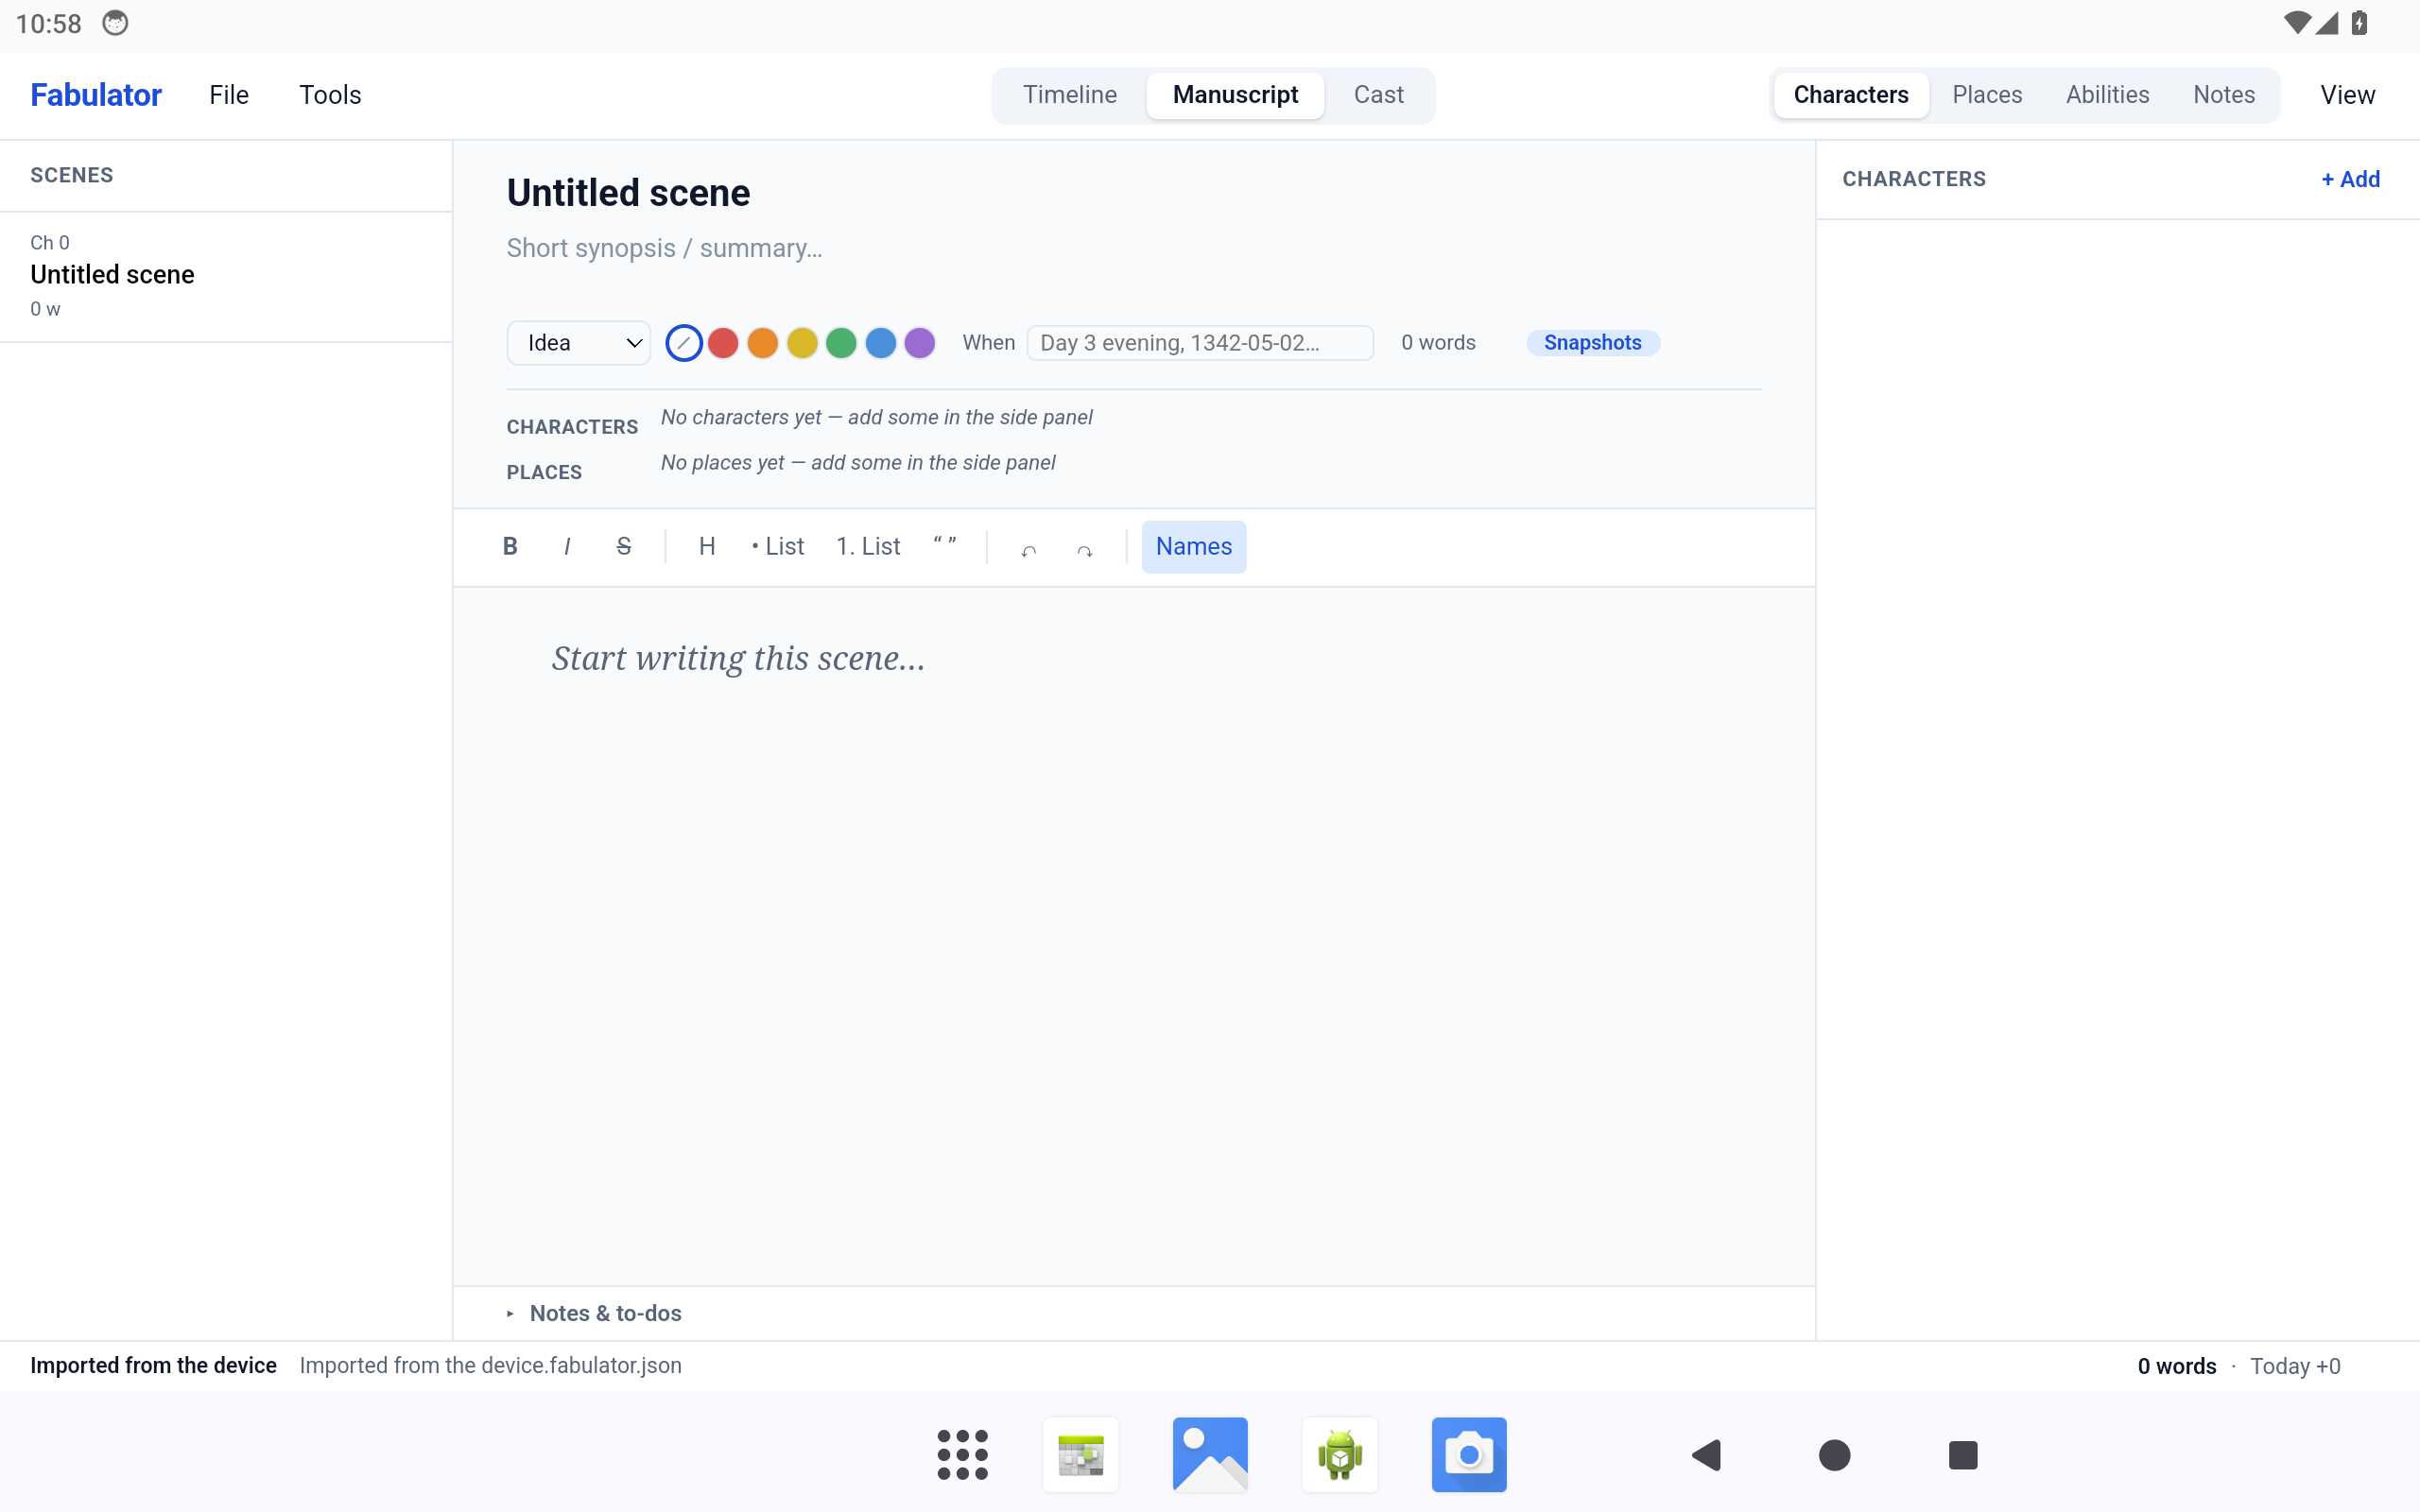 10:58
Fabulator File Tools Timeline Manuscript Cast Characters Places Abilities Notes View
SCENES
Ch 0
Untitled scene
0 w
Untitled scene
Short synopsis / summary…
Idea When Day 3 evening, 1342-05-02… 0 words Snapshots
CHARACTERS No characters yet — add some in the side panel
PLACES No places yet — add some in the side panel
B I S H • List 1. List “ ” Names
Start writing this scene…
Notes & to-dos
CHARACTERS + Add
Imported from the device Imported from the device.fabulator.json 0 words · Today +0